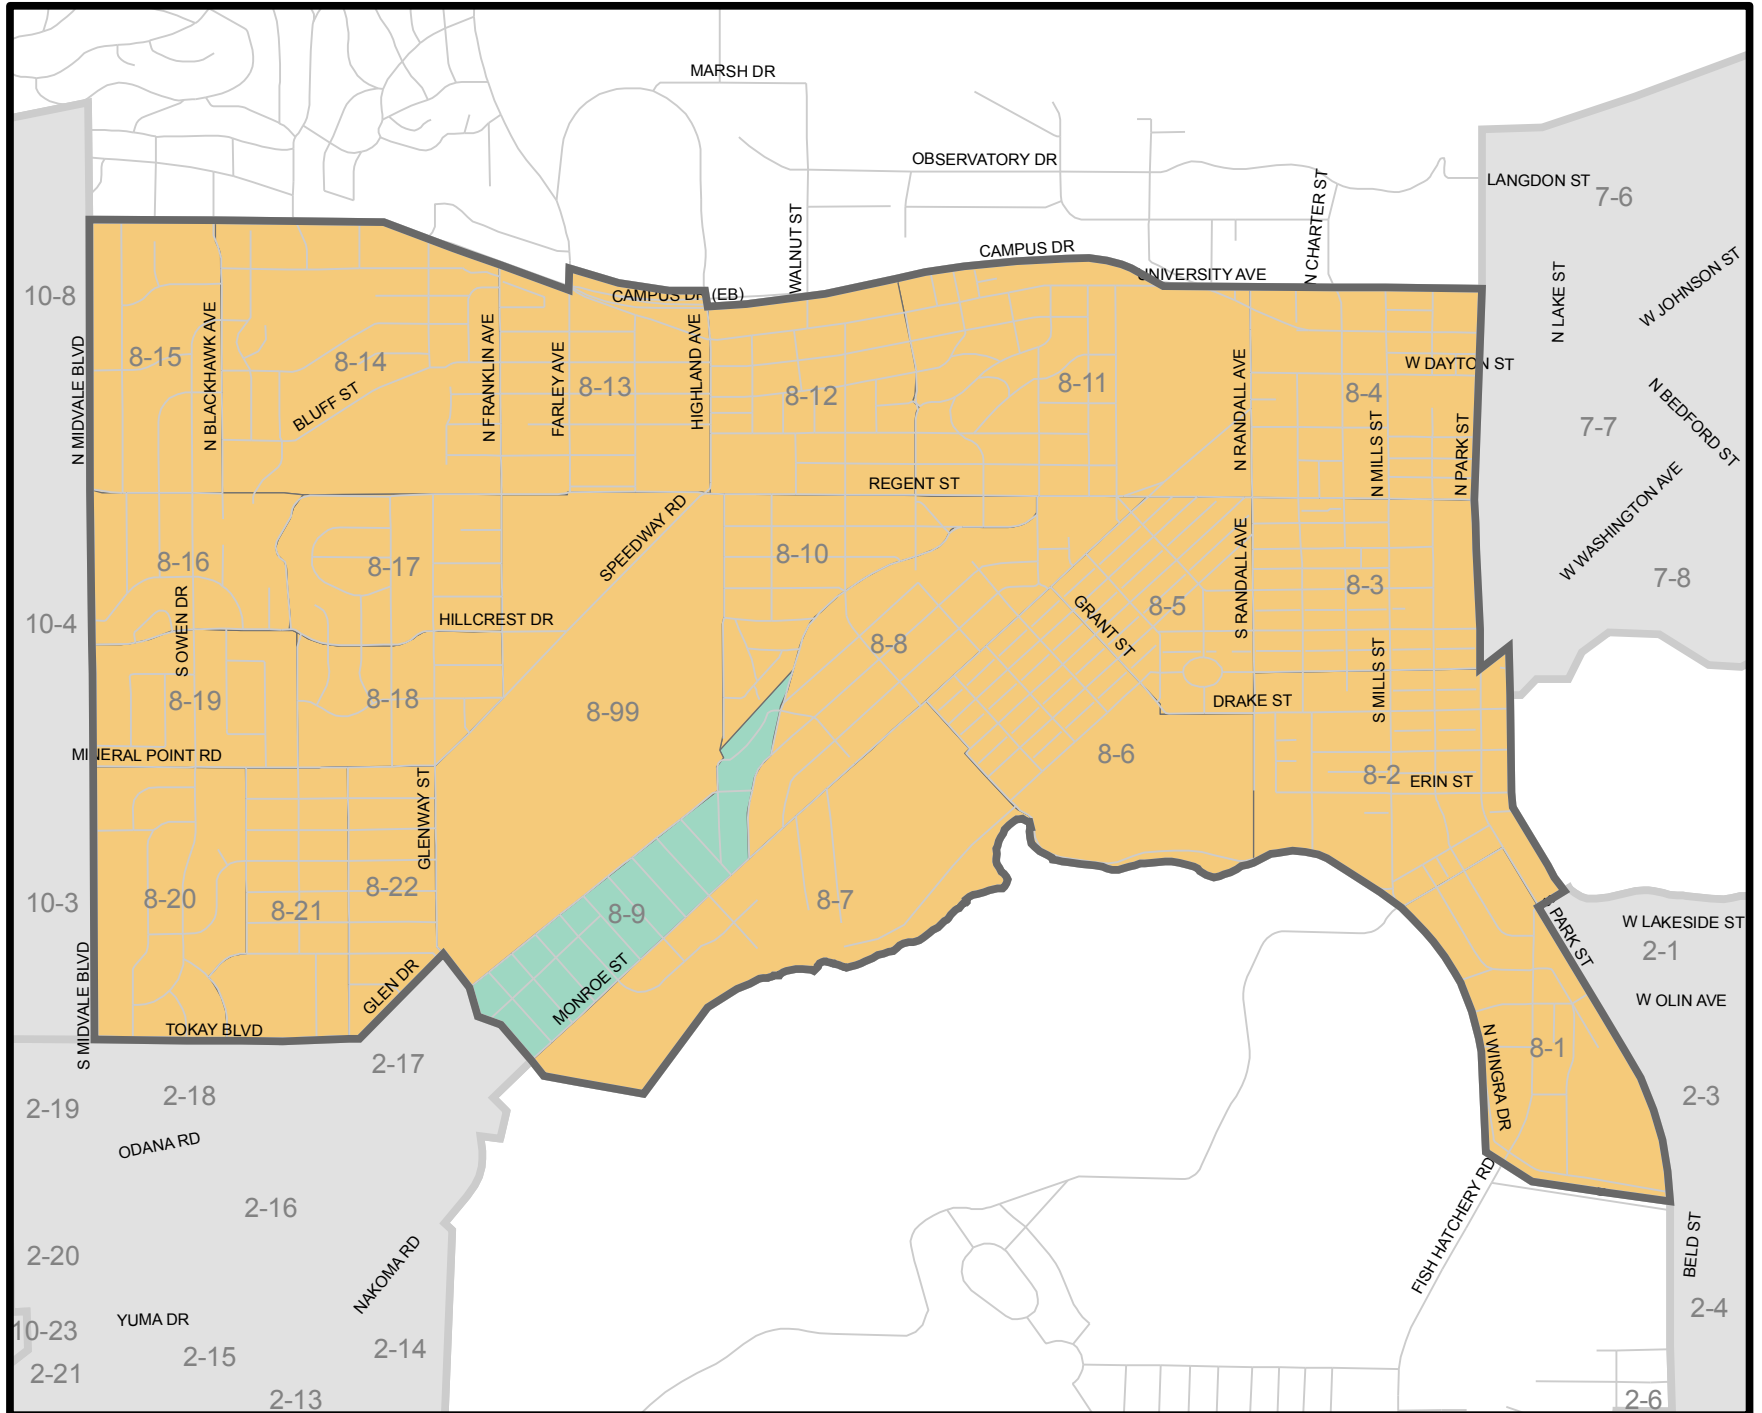 MARSH DR
OBSERVATORY DR
LANGDON ST
7-6
N CHARTER ST
WALNUT ST
CAMPUS DR
UNIVERSITY AVE
CAMPUS DR (EB)
10-8
N LAKE ST
W JOHNSON ST
N MIDVALE BLVD
8-15
N BLACKHAWK AVE
8-14
BLUFF ST
N FRANKLIN AVE
FARLEY AVE
8-13
HIGHLAND AVE
8-12
8-11
N RANDALL AVE
8-4
W DAYTON ST
N MILLS ST
N PARK ST
7-7
N BEDFORD ST
W WASHINGTON AVE
REGENT ST
SPEEDWAY RD
8-16
8-17
8-10
S RANDALL AVE
8-3
7-8
10-4
S OWEN DR
HILLCREST DR
8-8
GRANT ST
8-5
S MILLS ST
8-19
8-18
8-99
DRAKE ST
MINERAL POINT RD
8-6
8-2
ERIN ST
GLENWAY ST
10-3
8-20
8-21
8-22
8-9
8-7
S PARK ST
W LAKESIDE ST
2-1
S MIDVALE BLVD
GLEN DR
MONROE ST
W OLIN AVE
TOKAY BLVD
N WINGRA DR
8-1
2-17
2-18
2-19
2-3
ODANA RD
2-16
FISH HATCHERY RD
BELD ST
2-20
NAKOMA RD
2-4
YUMA DR
10-23
2-15
2-14
2-21
2-13
2-6